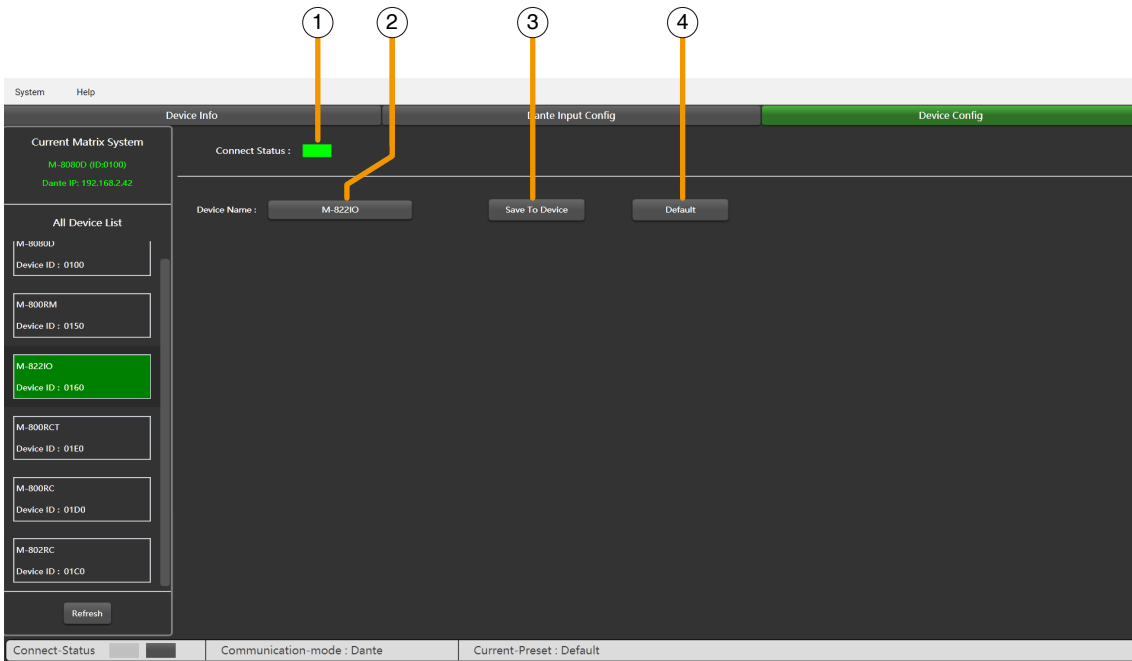 1 2 3 4
System Help
Device Info Dante Input Config Device Config
Current Matrix System
M-8080D (ID:0100)
Dante IP: 192.168.2.42
Connect Status :
Device Name : M-822IO Save To Device Default
All Device List
M-8080D
Device ID : 0100
M-800RM
Device ID : 0150
M-822IO
Device ID : 0160
M-800RCT
Device ID : 01E0
M-800RC
Device ID : 01D0
M-802RC
Device ID : 01C0
Refresh
Connect-Status Communication-mode : Dante Current-Preset : Default